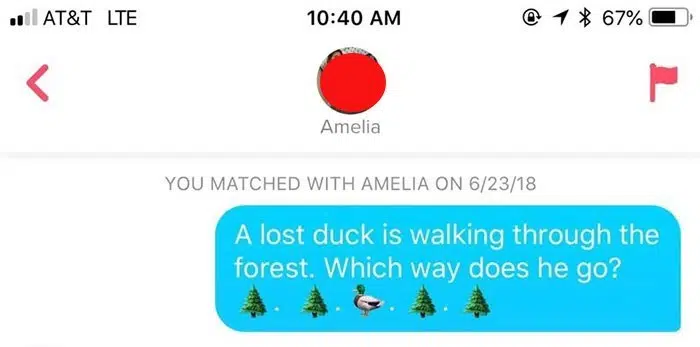 AT&T LTE 10:40 AM 67%
Amelia
YOU MATCHED WITH AMELIA ON 6/23/18
A lost duck is walking through the
forest. Which way does he go?
🌲. 🌲. 🦆. 🌲. 🌲